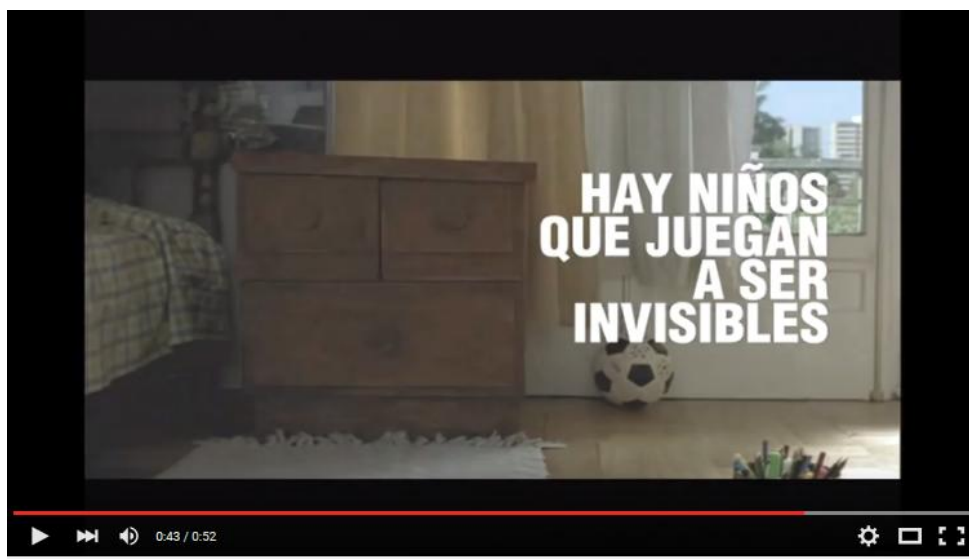 HAY NIÑOS
QUE JUEGAN
A SER
INVISIBLES
0:43 / 0:52